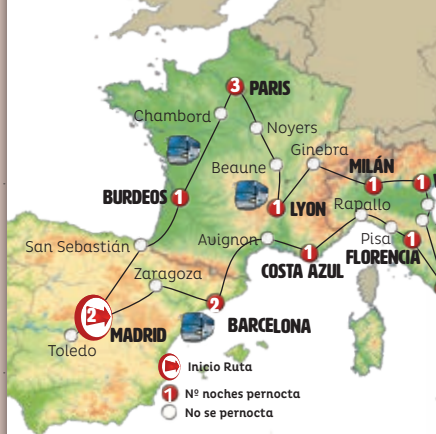 3 PARIS
Chambord
Noyers
Ginebra
Beaune
MILÁN
1
1
BURDEOS 1
1 LYON
Rapallo
San Sebastián
Avignon
Pisa
1
FLORENCIA
1
Zaragoza
COSTA AZUL
2
2
BARCELONA
MADRID
Toledo
Inicio Ruta
1 Nº noches pernocta
No se pernocta